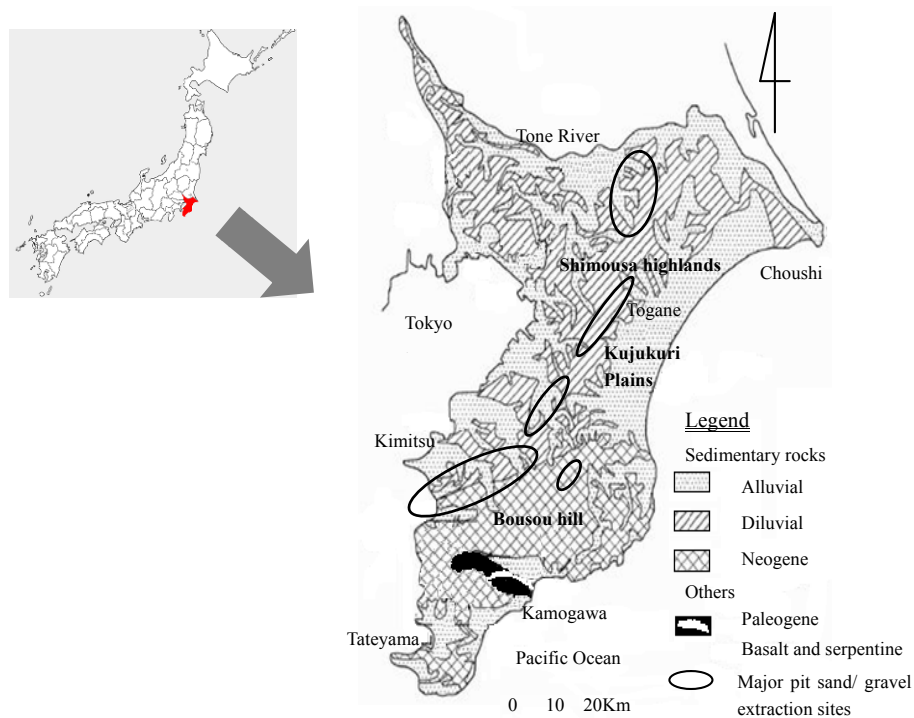 Tone River
Shimousa highlands
Choushi
Togane
Tokyo
Kujukuri
Plains
Kimitsu
Bousou hill
Kamogawa
Tateyama
Pacific Ocean
0 10 20Km
Legend
Sedimentary rocks
Alluvial
Diluvial
Neogene
Others
Paleogene
Basalt and serpentine
Major pit sand/ gravel
extraction sites